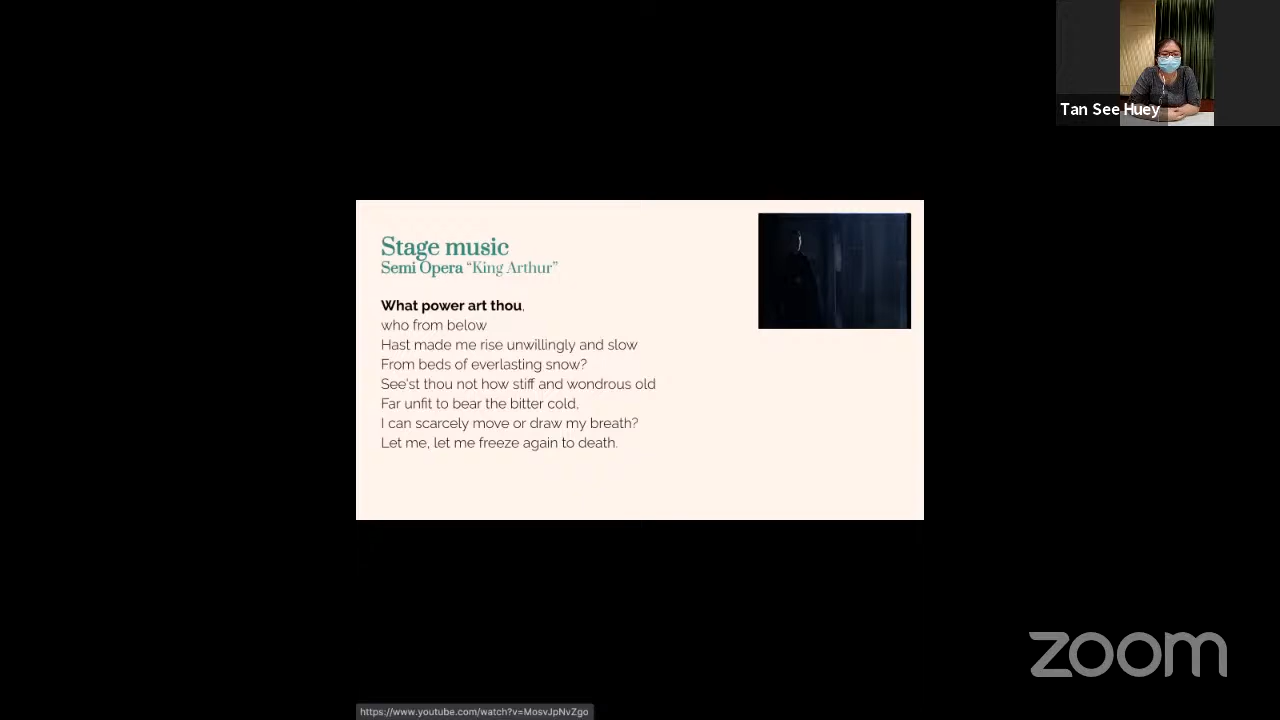 Tan See Huey
Stage music
Semi Opera “King Arthur”
What power art thou,
who from below
Hast made me rise unwillingly and slow
From beds of everlasting snow?
See'st thou not how stiff and wondrous old
Far unfit to bear the bitter cold,
I can scarcely move or draw my breath?
Let me, let me freeze again to death.
zoom
https://www.youtube.com/watch?v=MosvJpNvZgo